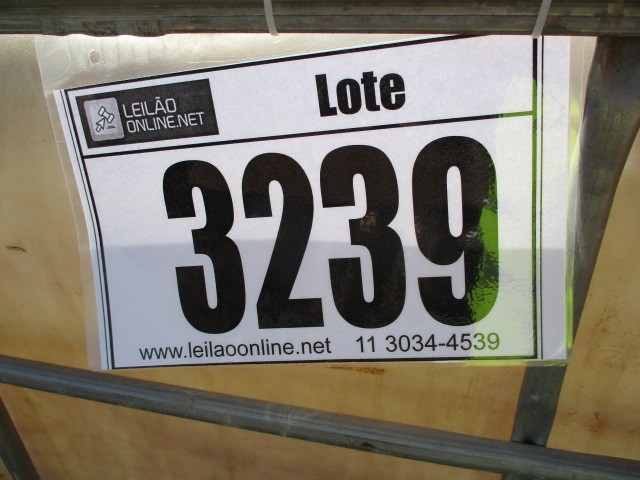 LEILÃO
ONLINE.NET
Lote
3239
www.leilaoonline.net 11 3034-4539